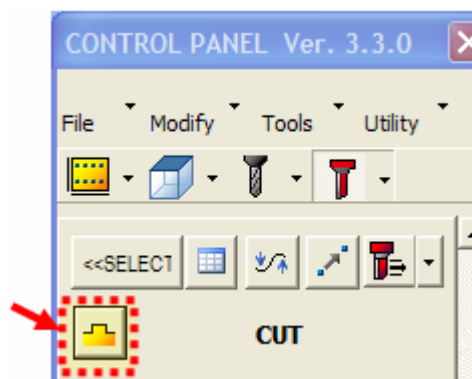 CONTROL PANEL Ver. 3.3.0
File Modify Tools Utility
<<SELECT
CUT